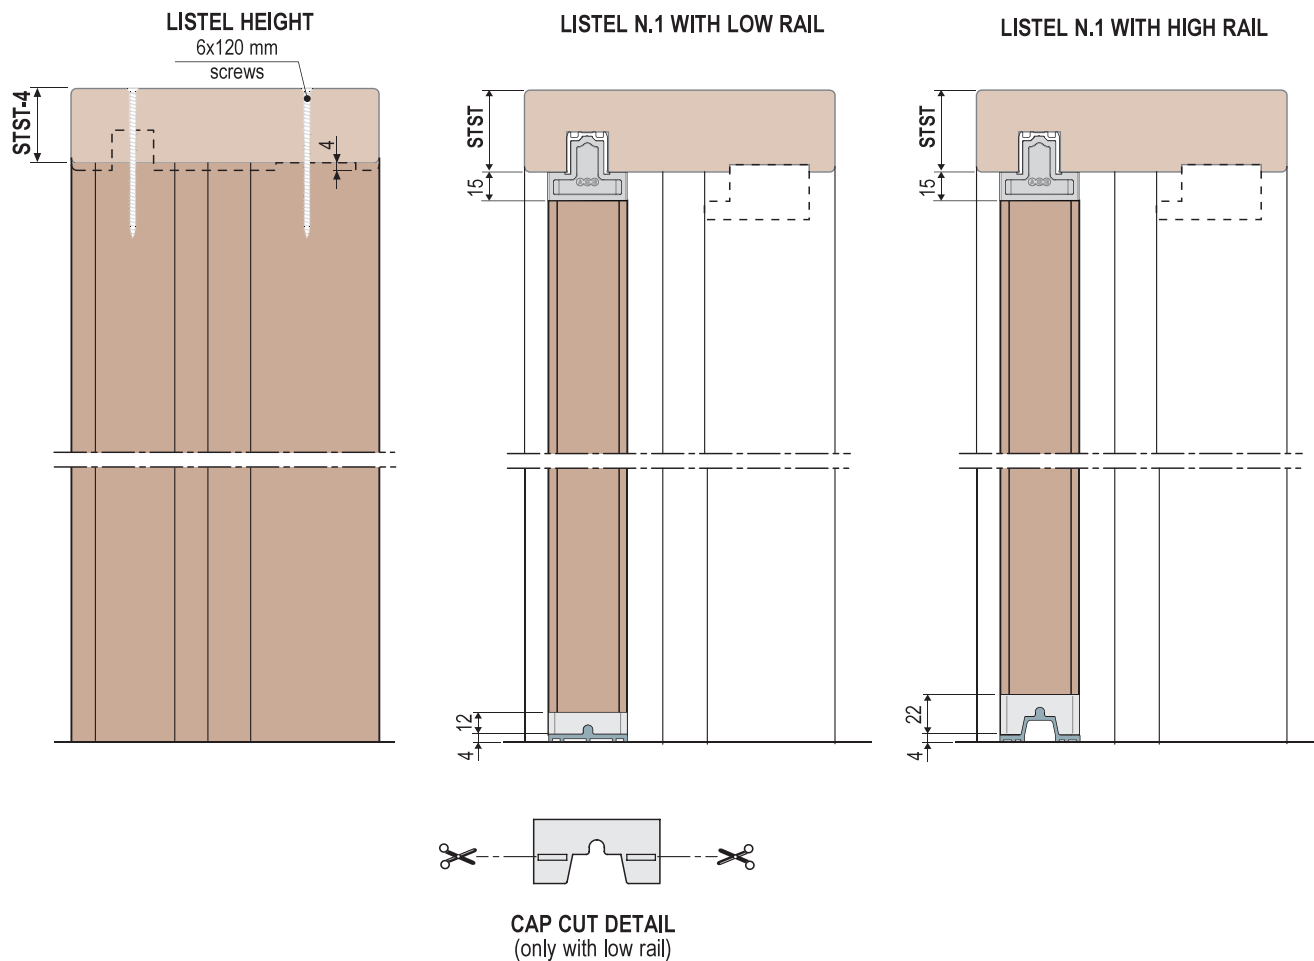 LISTEL HEIGHT
6x120 mm
screws
STST-4
4
LISTEL N.1 WITH LOW RAIL
STST
15
12
4
LISTEL N.1 WITH HIGH RAIL
STST
15
22
4
CAP CUT DETAIL
(only with low rail)